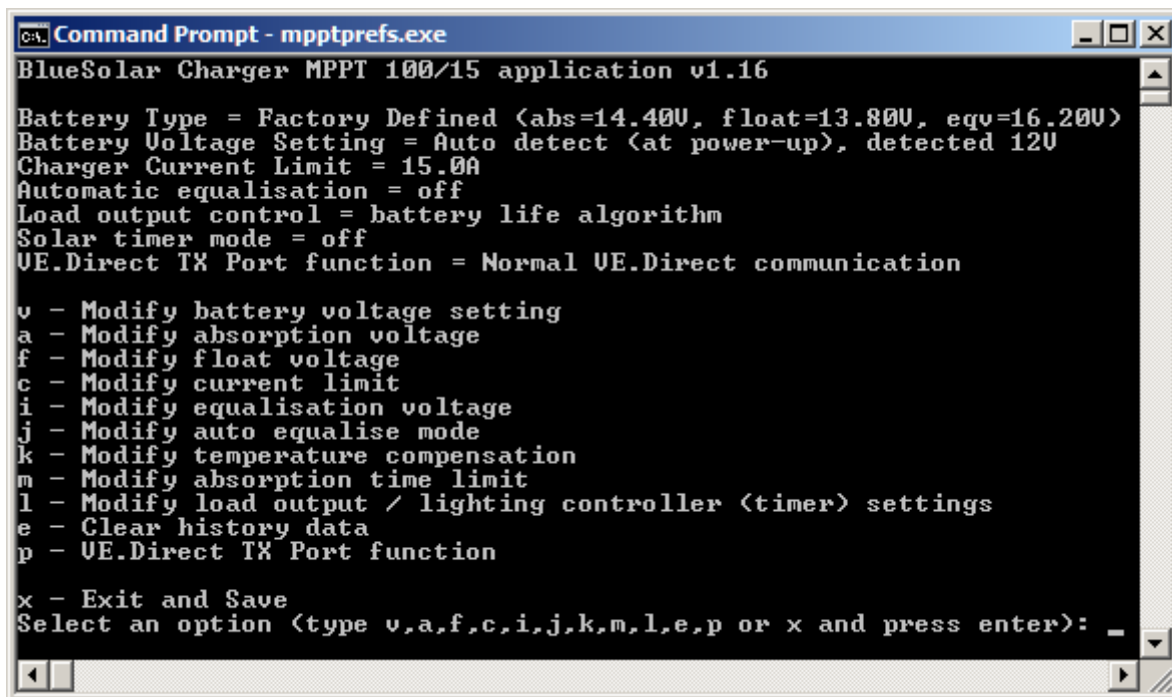 Command Prompt - mpptprefs.exe
BlueSolar Charger MPPT 100/15 application v1.16
Battery Type = Factory Defined (abs=14.40V, float=13.80V, eqv=16.20V)
Battery Voltage Setting = Auto detect (at power-up), detected 12V
Charger Current Limit = 15.0A
Automatic equalisation = off
Load output control = battery life algorithm
Solar timer mode = off
VE.Direct TX Port function = Normal VE.Direct communication
v - Modify battery voltage setting
a - Modify absorption voltage
f - Modify float voltage
c - Modify current limit
i - Modify equalisation voltage
j - Modify auto equalise mode
k - Modify temperature compensation
m - Modify absorption time limit
l - Modify load output / lighting controller (timer) settings
e - Clear history data
p - VE.Direct TX Port function
x - Exit and Save
Select an option (type v,a,f,c,i,j,k,m,l,e,p or x and press enter): _